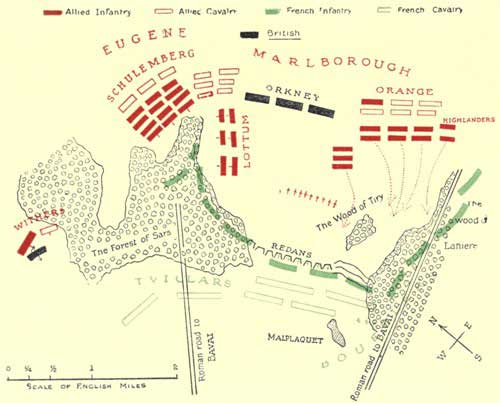 Allied Infantry Allied Cavalry French Infantry French Cavalry
British
EUGENE
MARLBOROUGH
SCHULEMBERG
ORKNEY
ORANGE
HIGHLANDERS
LOTTUM
WITHERS
The Forest of Sars
The Wood of Tiry
The
wood of
Laniere
REDANS
VILLARS
MALPLAQUET
BOU
Roman road to
BAVAI
Roman road to BAVAI
N
E
W
S
0 ¼ ½ 1 2
SCALE OF ENGLISH MILES